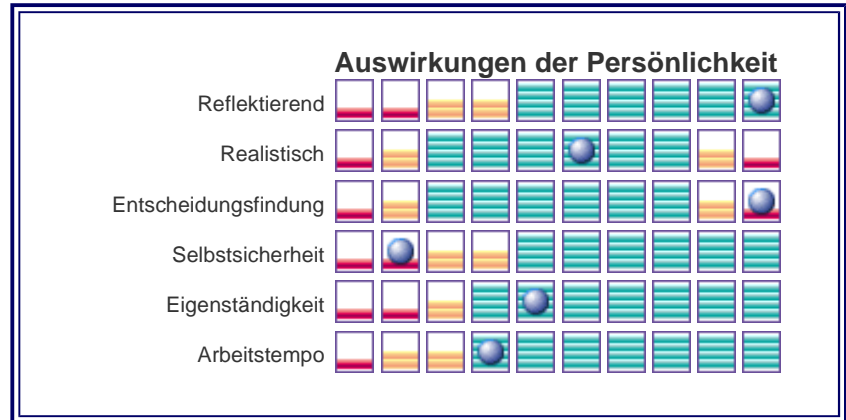 Auswirkungen der Persönlichkeit
Reflektierend
Realistisch
Entscheidungsfindung
Selbstsicherheit
Eigenständigkeit
Arbeitstempo